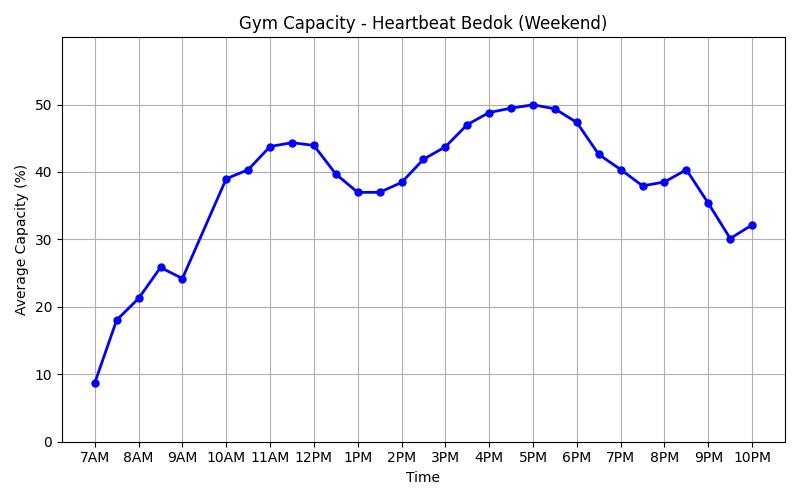 Gym Capacity - Heartbeat Bedok (Weekend)
Average Capacity (%)
50
40
30
20
10
0
7AM 8AM 9AM 10AM 11AM 12PM 1PM 2PM 3PM 4PM 5PM 6PM 7PM 8PM 9PM 10PM
Time